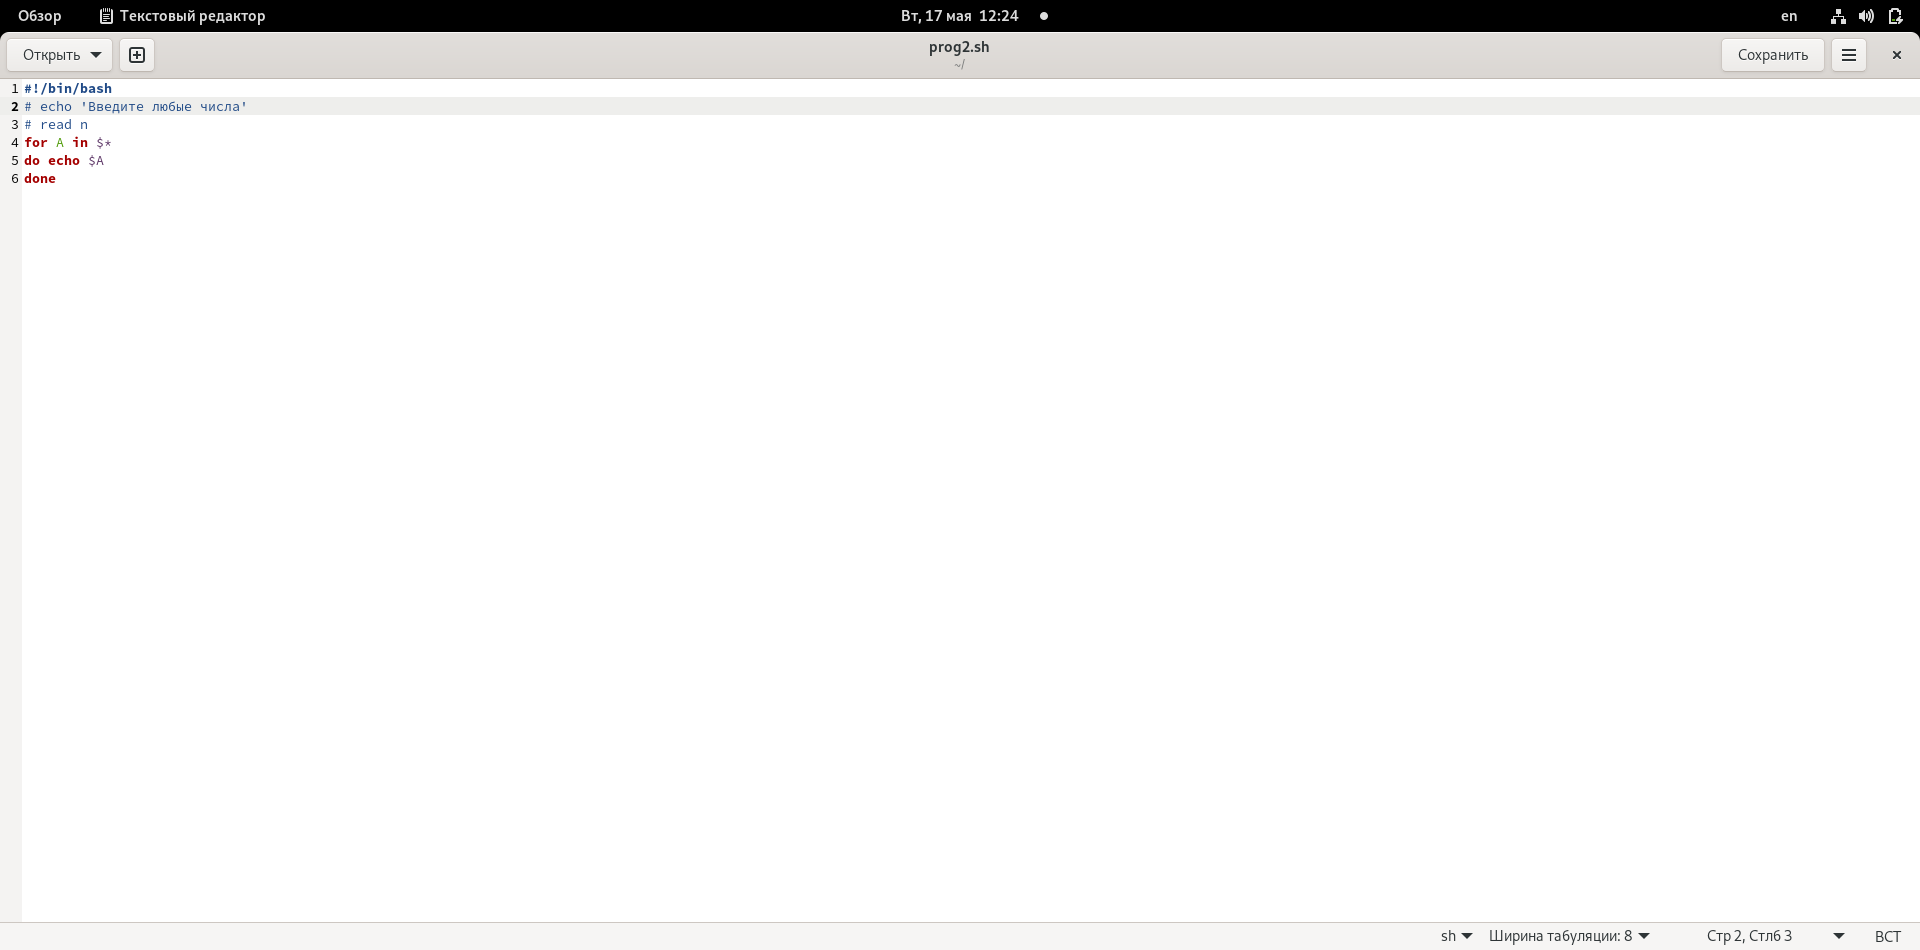 Обзор Текстовый редактор Вт, 17 мая 12:24 en
Открыть prog2.sh Сохранить
~/
1 #!/bin/bash
2 # echo 'Введите любые числа'
3 # read n
4 for A in $*
5 do echo $A
6 done
sh Ширина табуляции: 8 Стр 2, Стлб 3 ВСТ